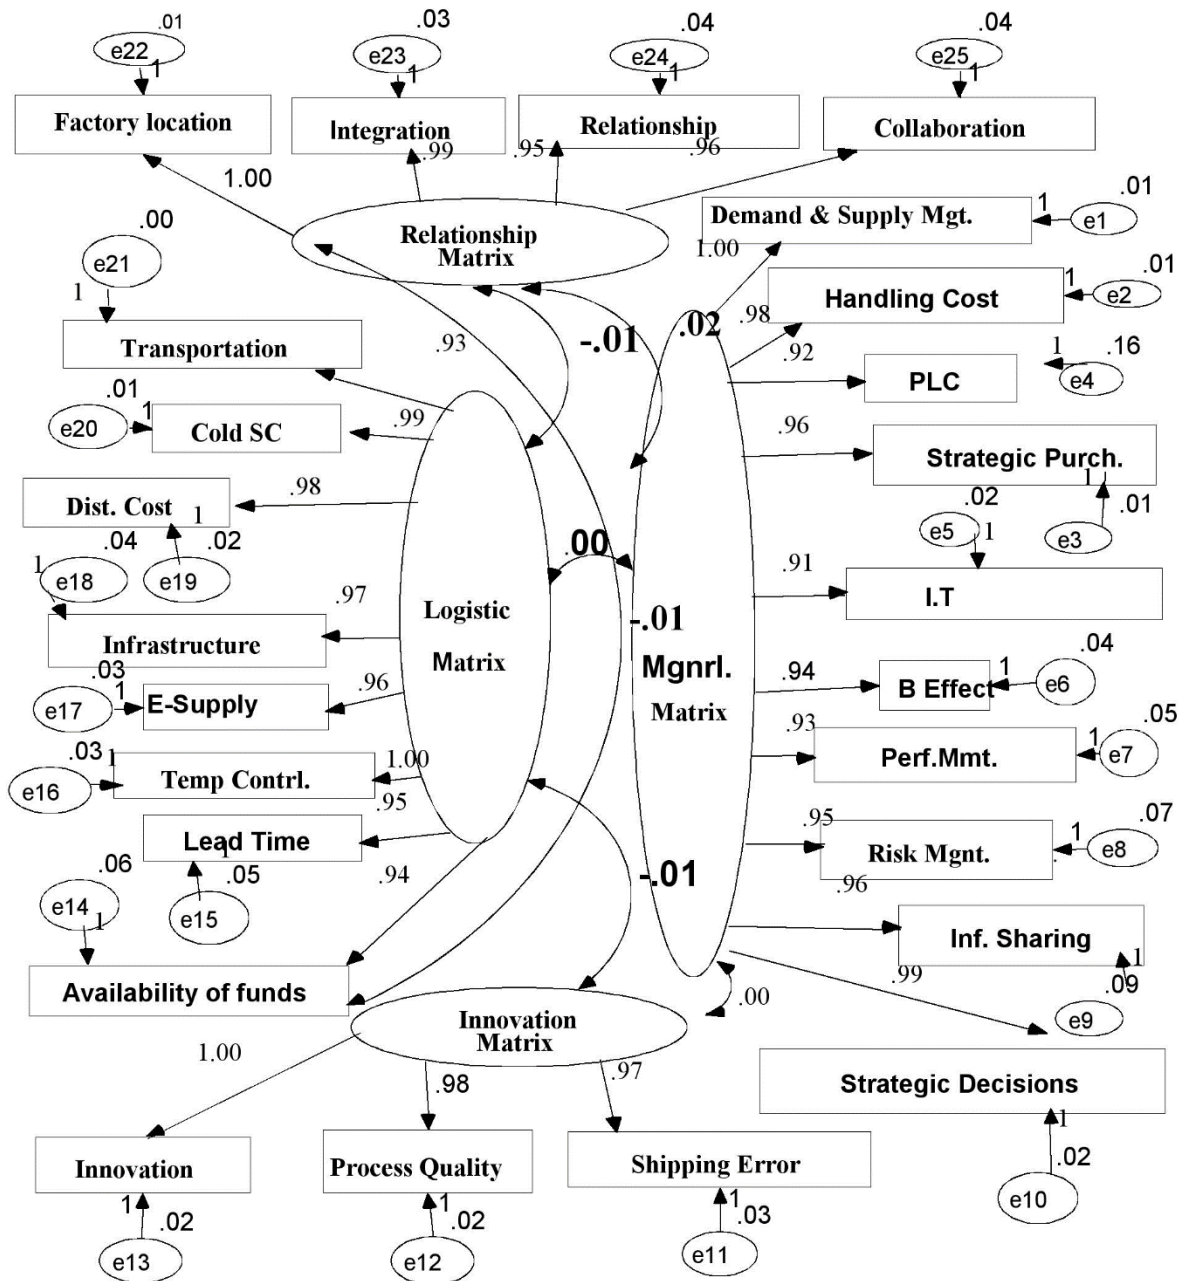 .01
.03
.04
.04
e22
e23
e24
e25
1
1
1
1
Factory location
Integration
Relationship
Collaboration
1.00
.99
.95
.96
.00
e21
1
Relationship
Matrix
Demand & Supply Mgt.
1
.01
e1
1.00
Handling Cost
1
.01
e2
.02
.98
-.01
Transportation
.93
.92
PLC
1
.16
e4
.01
e20
1
Cold SC
.99
.96
Strategic Purch.
1
.01
e3
Dist. Cost
.98
1
.02
e19
.02
e5
1
.04
e18
1
.00
.91
I.T
Infrastructure
.97
Logistic
Matrix
-.01
Mgnrl.
Matrix
.03
e17
1
E-Supply
.96
.94
B Effect
1
.04
e6
.03
e16
1
Temp Contrl.
1.00
.93
Perf.Mmt.
1
.05
e7
Lead Time
.95
1
.05
e15
.95
Risk Mgnt.
1
.07
e8
.06
e14
1
.94
-.01
.96
Inf. Sharing
1
.09
e9
Availability of funds
.00
.99
Innovation
Matrix
1.00
.98
.97
Strategic Decisions
1
.02
e10
Innovation
Process Quality
Shipping Error
1
.02
1
.02
1
.03
e13
e12
e11